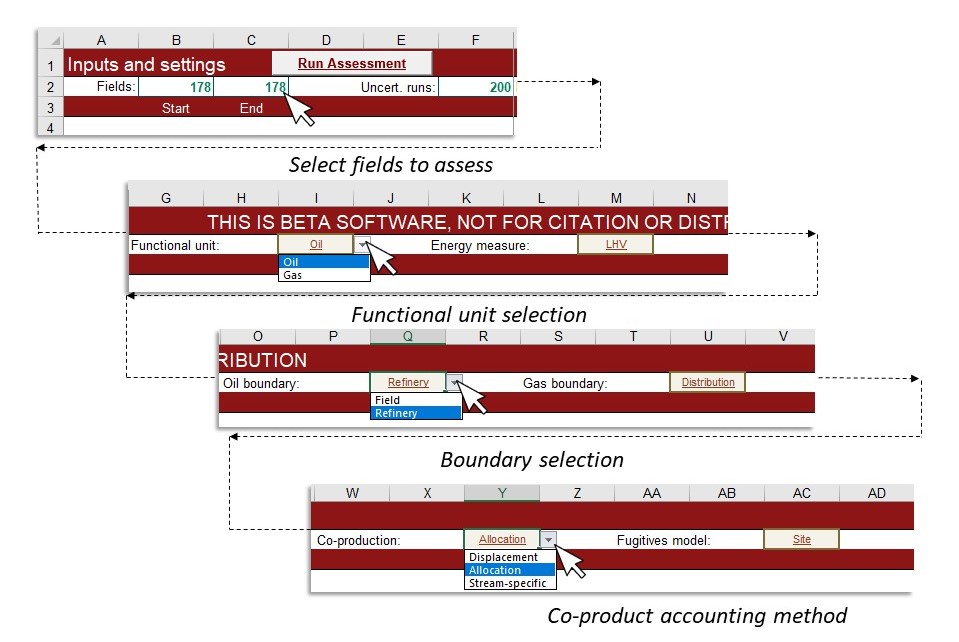 A B C D E F
1 Inputs and settings Run Assessment
2 Fields: 178 178 Uncert. runs: 200
3 Start End
4
Select fields to assess
G H I J K L M N
THIS IS BETA SOFTWARE, NOT FOR CITATION OR DISTR
Functional unit: Oil Energy measure: LHV
Oil
Gas
Functional unit selection
O P Q R S T U V
RIBUTION
Oil boundary: Refinery Gas boundary: Distribution
Field
Refinery
Boundary selection
W X Y Z AA AB AC AD
Co-production: Allocation Fugitives model: Site
Displacement
Allocation
Stream-specific
Co-product accounting method